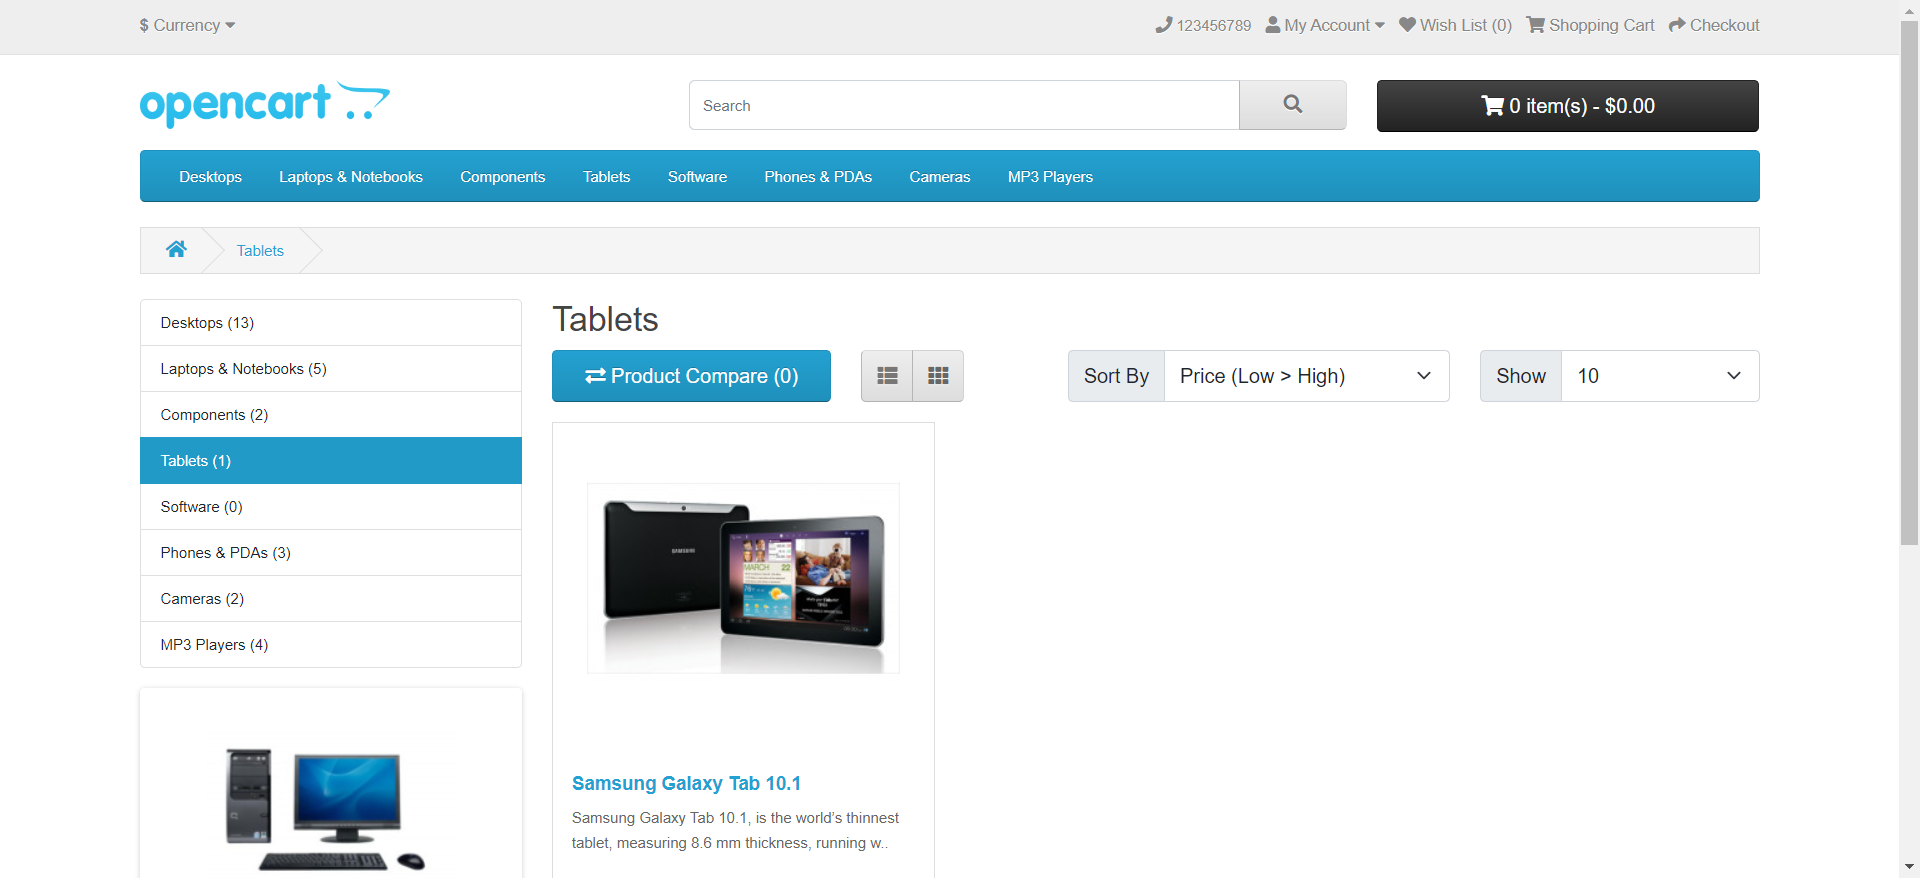 $ Currency
123456789 My Account Wish List (0) Shopping Cart Checkout
opencart
Search
0 item(s) - $0.00
Desktops Laptops & Notebooks Components Tablets Software Phones & PDAs Cameras MP3 Players
Tablets
Desktops (13)
Laptops & Notebooks (5)
Components (2)
Tablets (1)
Software (0)
Phones & PDAs (3)
Cameras (2)
MP3 Players (4)
Tablets
Product Compare (0)
Sort By Price (Low > High)
Show 10
SAMSUNG
MARCH 22
Samsung Galaxy Tab 10.1
Samsung Galaxy Tab 10.1, is the world’s thinnest
tablet, measuring 8.6 mm thickness, running w..